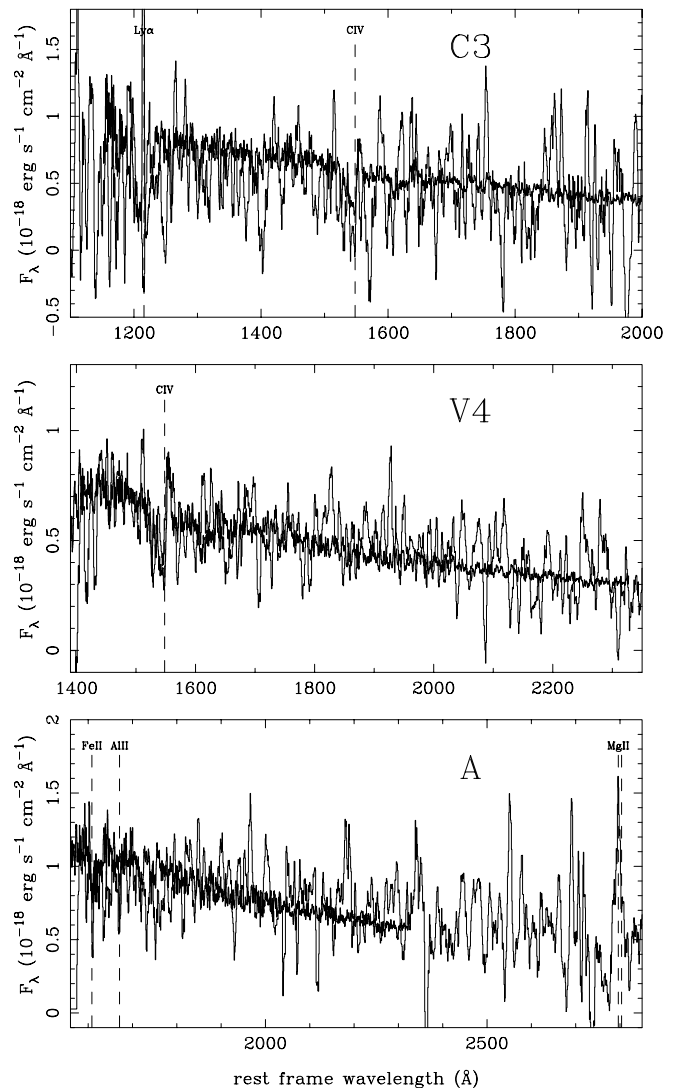 Lyα CIV C3
1.5
1
0.5
0
−0.5
F_λ (10⁻¹⁸ erg s⁻¹ cm⁻² Å⁻¹)
1200 1400 1600 1800 2000
CIV V4
1
0.5
0
F_λ (10⁻¹⁸ erg s⁻¹ cm⁻² Å⁻¹)
1400 1600 1800 2000 2200
FeII AlII MgII
A
2
1.5
1
0.5
0
F_λ (10⁻¹⁸ erg s⁻¹ cm⁻² Å⁻¹)
2000 2500
rest frame wavelength (Å)